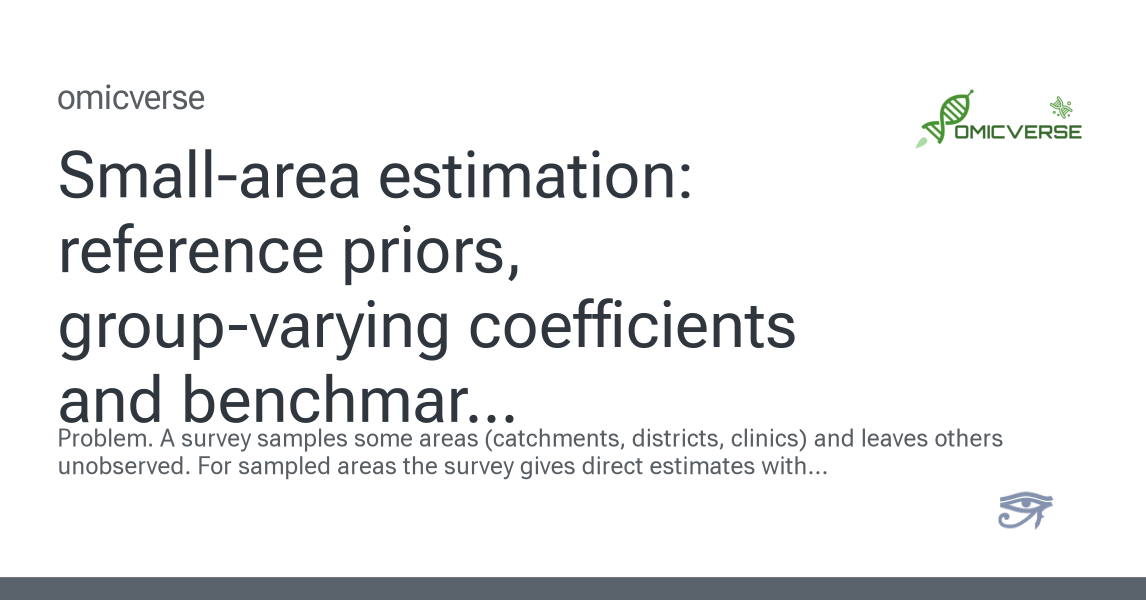 omicverse
OMICVERSE
Small-area estimation:
reference priors,
group-varying coefficients
and benchmar...
Problem. A survey samples some areas (catchments, districts, clinics) and leaves others
unobserved. For sampled areas the survey gives direct estimates with...